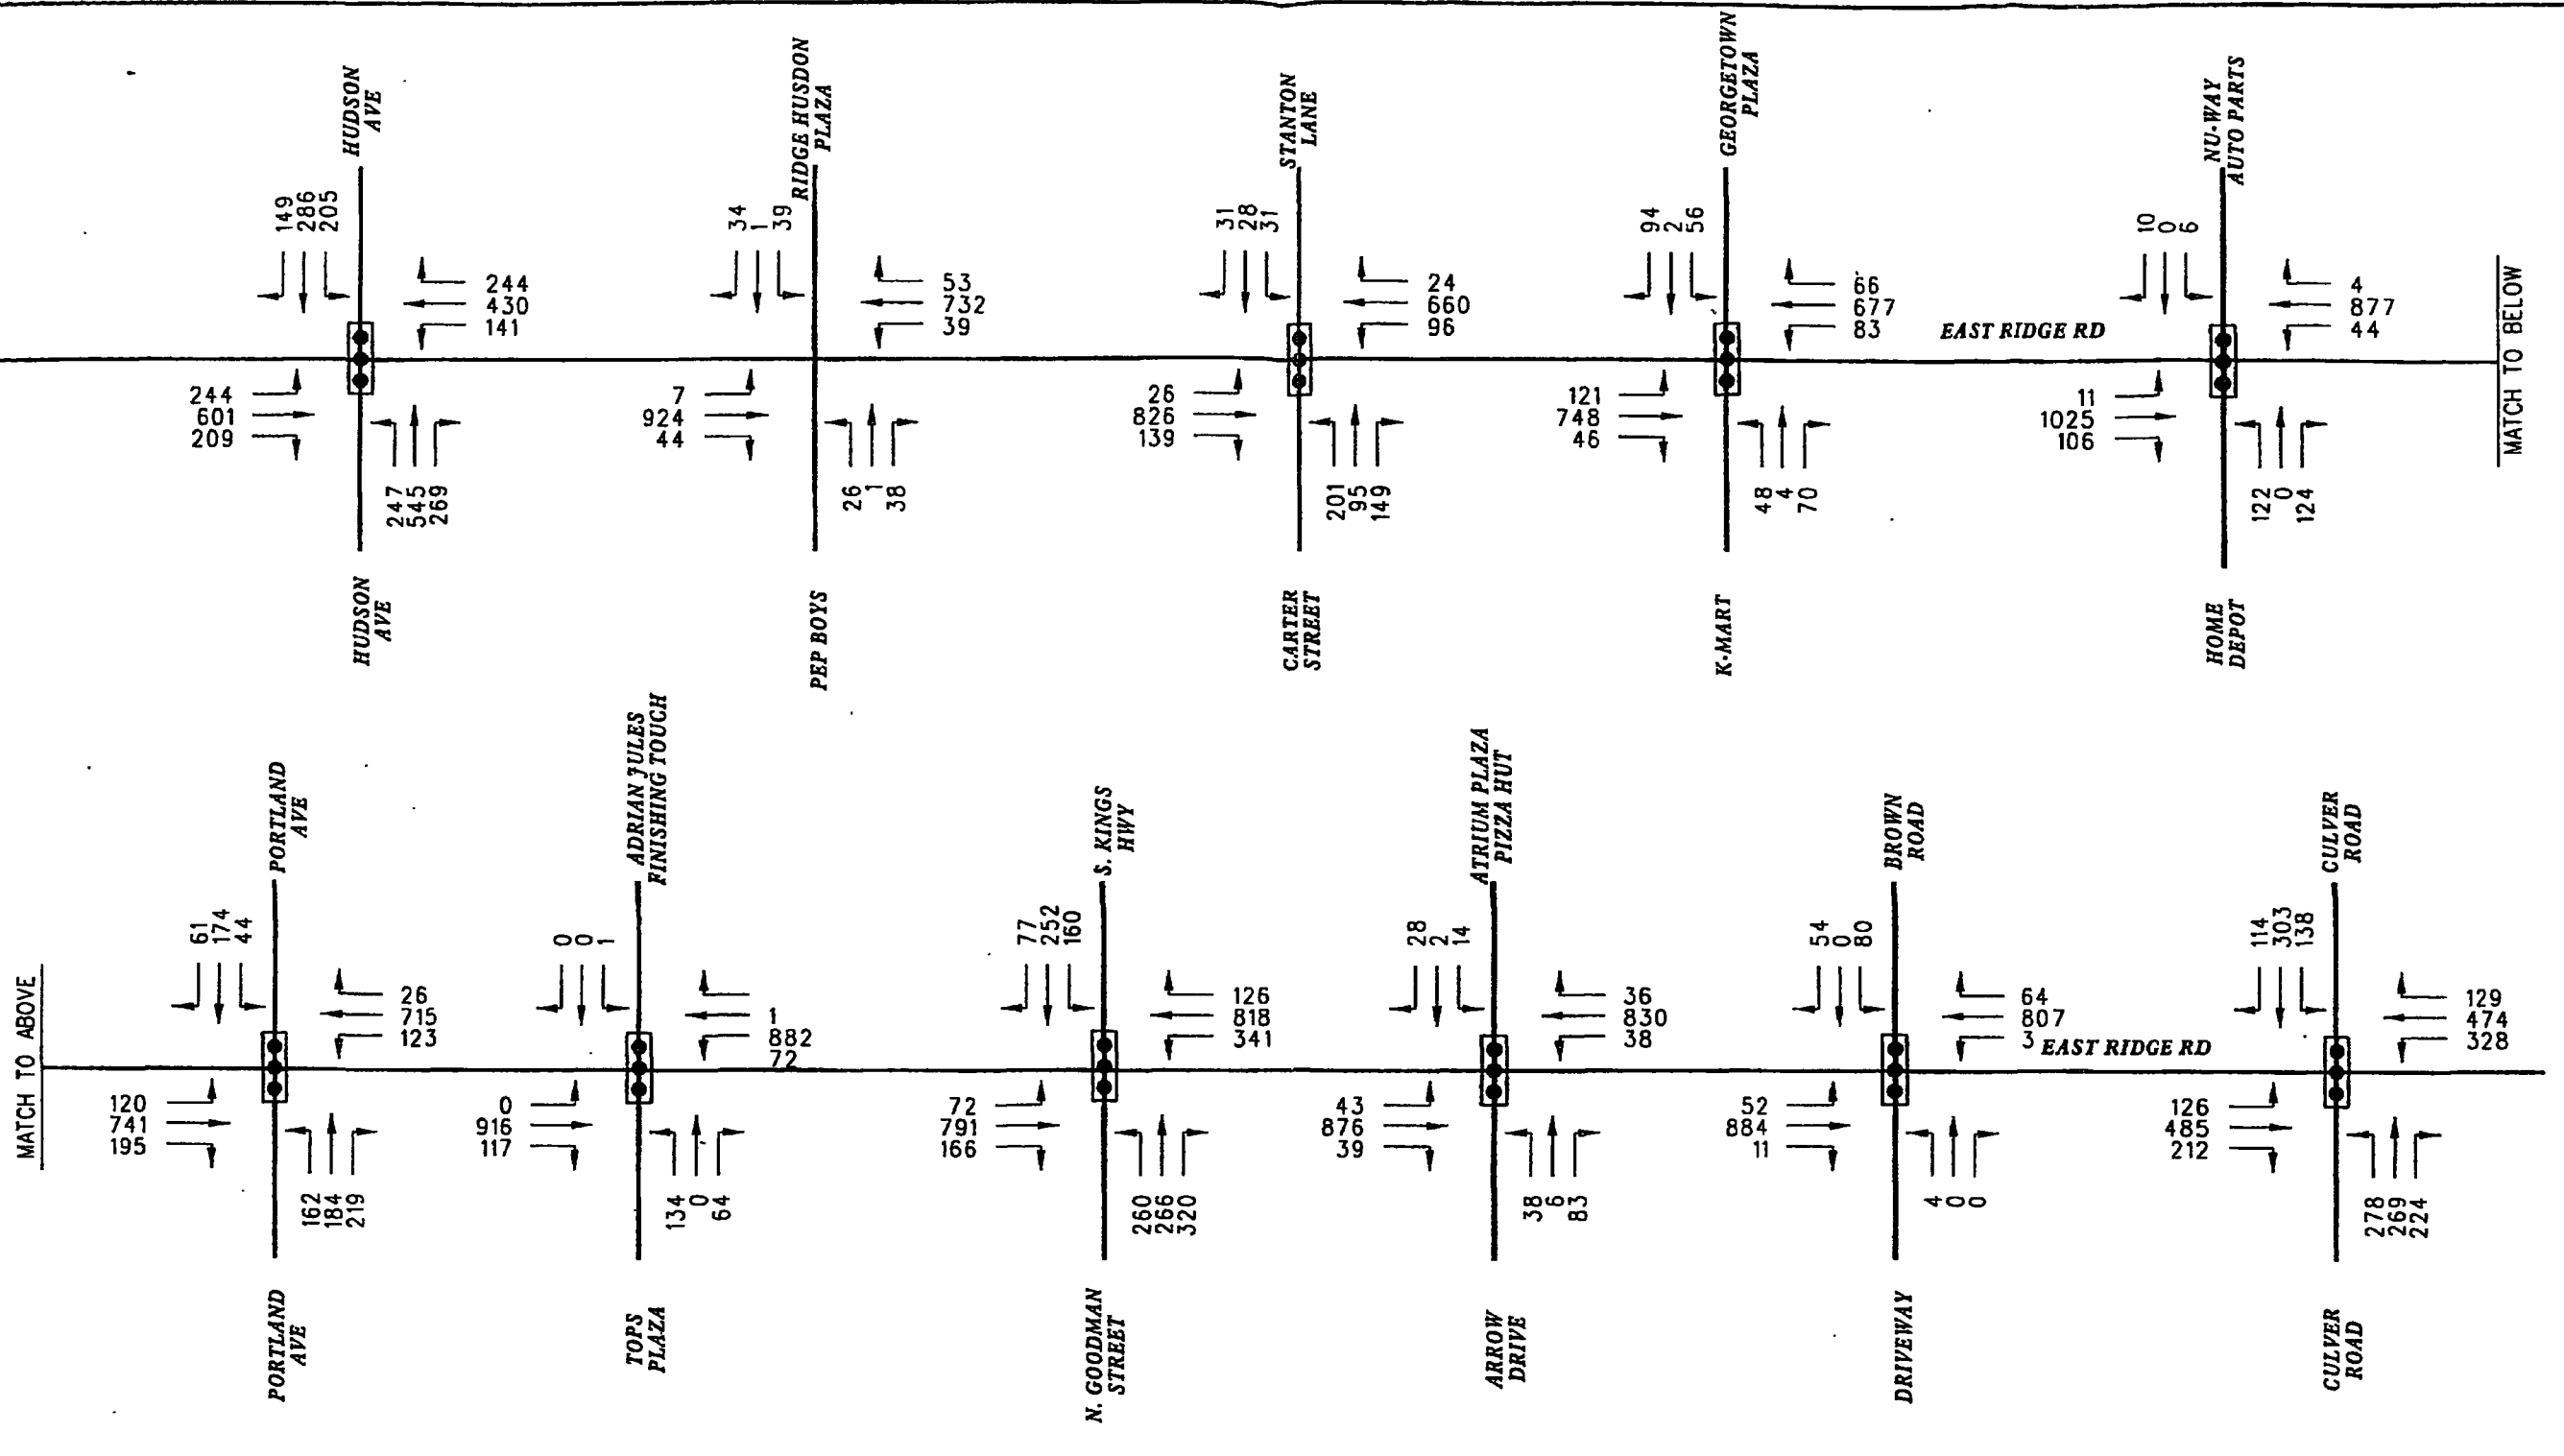 HUDSON
AVE
RIDGE HUSDON
PLAZA
STANTON
LANE
GEORGETOWN
PLAZA
NU-WAY
AUTO PARTS
149
286
205
244
430
141
244
601
209
247
545
269
34
1
39
53
732
39
7
924
44
26
1
38
31
28
31
24
660
96
26
826
139
201
95
149
94
2
56
66
677
83
121
748
46
48
4
70
EAST RIDGE RD
10
0
6
4
877
44
11
1025
106
122
0
124
MATCH TO BELOW
HUDSON
AVE
PEP BOYS
CARTER
STREET
K-MART
HOME
DEPOT
MATCH TO ABOVE
PORTLAND
AVE
ADRIAN JULES
FINISHING TOUCH
S. KINGS
HWY
ATRIUM PLAZA
PIZZA HUT
BROWN
ROAD
CULVER
ROAD
61
174
44
26
715
123
120
741
195
162
184
219
0
0
1
1
882
72
0
916
117
134
0
64
77
252
160
126
818
341
72
791
166
260
266
320
28
2
14
36
830
38
43
876
39
38
6
83
54
0
80
64
807
3
EAST RIDGE RD
52
884
11
4
0
0
114
303
138
129
474
328
126
485
212
278
269
224
PORTLAND
AVE
TOPS
PLAZA
N. GOODMAN
STREET
ARROW
DRIVE
DRIVEWAY
CULVER
ROAD